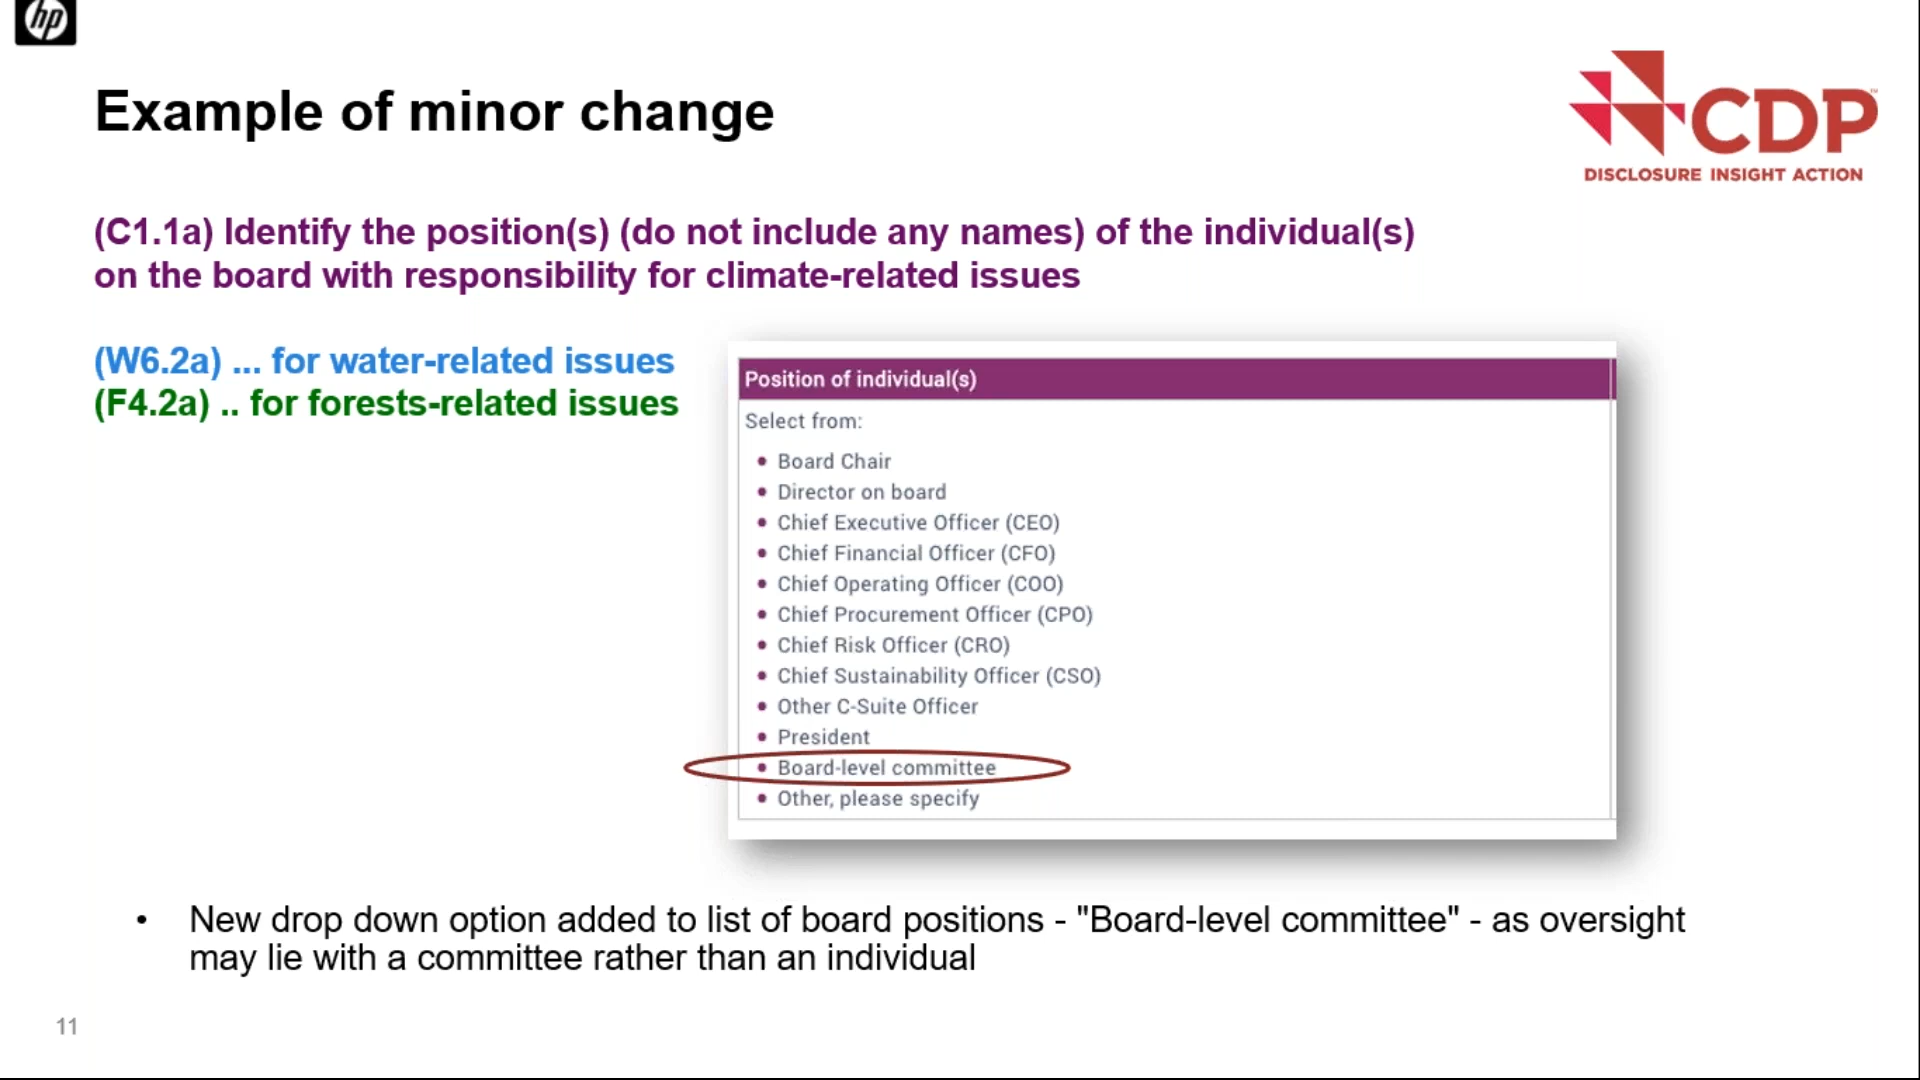 hp
Example of minor change
CDP™
DISCLOSURE INSIGHT ACTION
(C1.1a) Identify the position(s) (do not include any names) of the individual(s)
on the board with responsibility for climate-related issues
(W6.2a) ... for water-related issues
(F4.2a) .. for forests-related issues
Position of individual(s)
Select from:
• Board Chair
• Director on board
• Chief Executive Officer (CEO)
• Chief Financial Officer (CFO)
• Chief Operating Officer (COO)
• Chief Procurement Officer (CPO)
• Chief Risk Officer (CRO)
• Chief Sustainability Officer (CSO)
• Other C-Suite Officer
• President
• Board-level committee
• Other, please specify
• New drop down option added to list of board positions - "Board-level committee" - as oversight
may lie with a committee rather than an individual
11